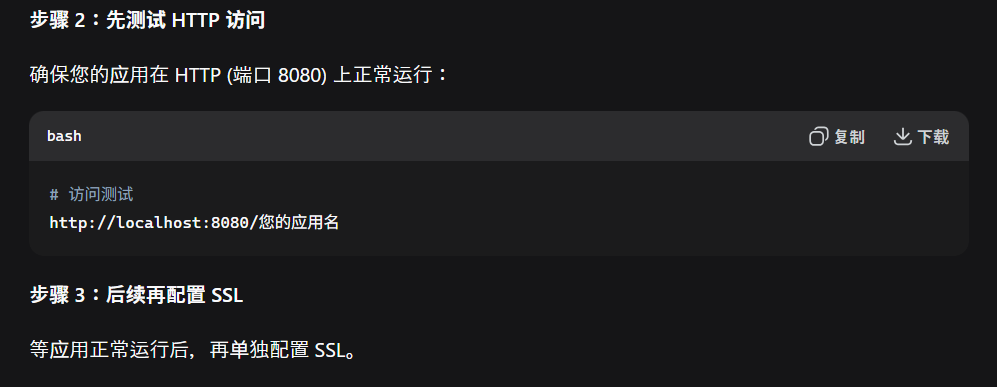 步骤 2：先测试 HTTP 访问
确保您的应用在 HTTP (端口 8080) 上正常运行：
bash
复制
下载
# 访问测试
http://localhost:8080/您的应用名
步骤 3：后续再配置 SSL
等应用正常运行后，再单独配置 SSL。